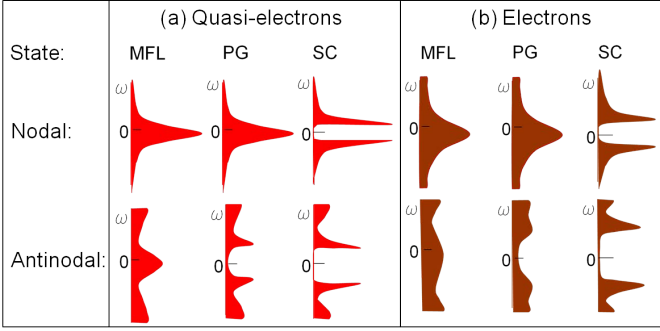 (a) Quasi-electrons (b) Electrons
State: MFL PG SC MFL PG SC
ω ω ω ω ω ω
Nodal: 0 0 0 0 0 0
ω ω ω ω ω ω
Antinodal: 0 0 0 0 0 0